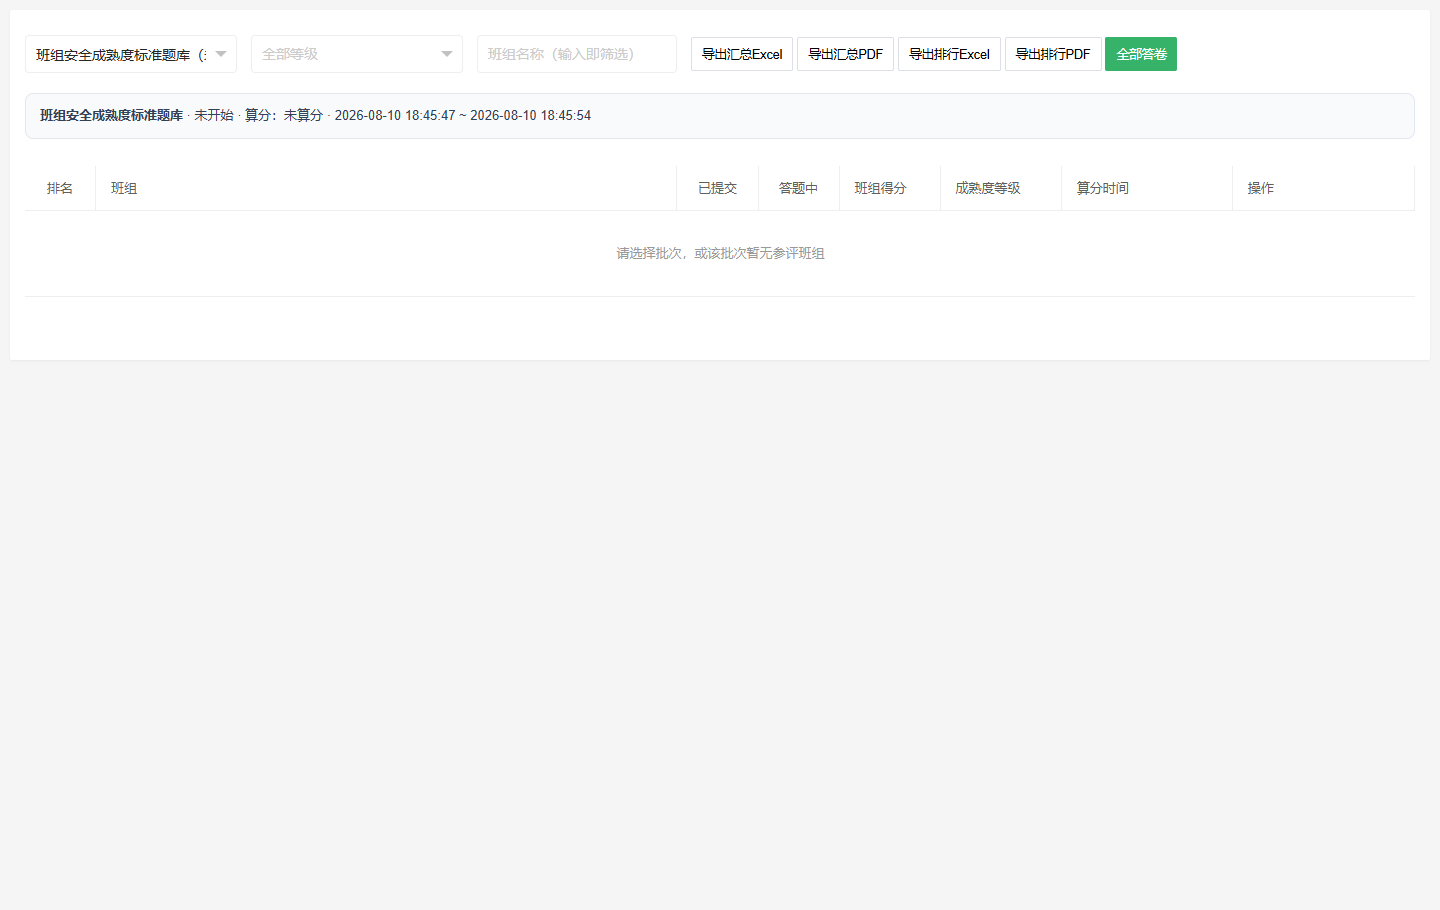 班组安全成熟度标准题库（ 全部等级 班组名称（输入即筛选） 导出汇总Excel 导出汇总PDF 导出排行Excel 导出排行PDF 全部答卷
班组安全成熟度标准题库 · 未开始 · 算分：未算分 · 2026-08-10 18:45:47 ~ 2026-08-10 18:45:54
排名 班组 已提交 答题中 班组得分 成熟度等级 算分时间 操作
请选择批次，或该批次暂无参评班组